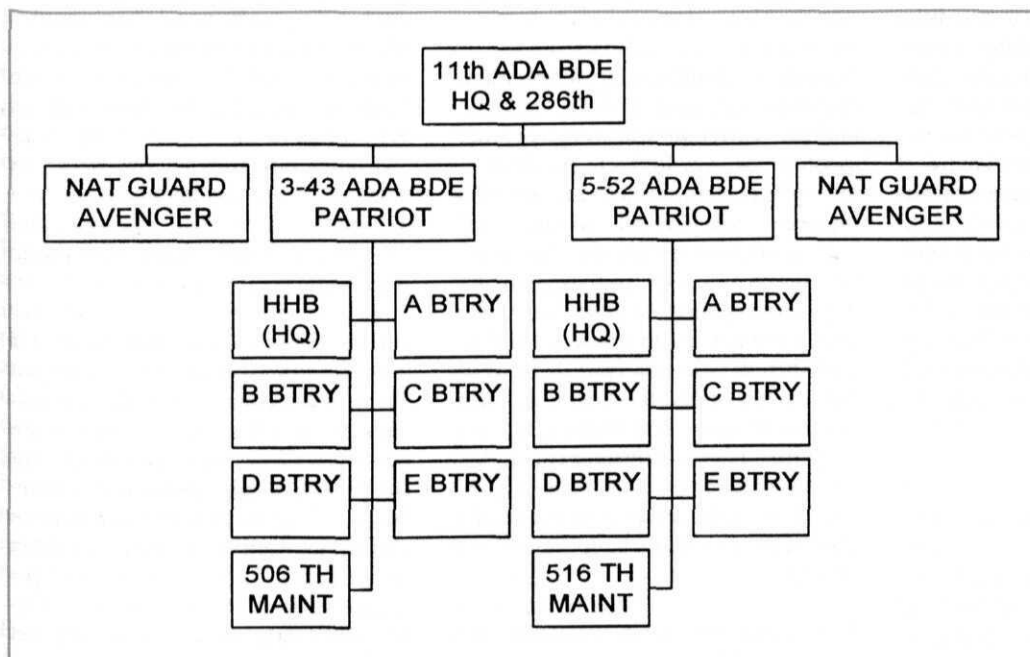 11th ADA BDE
HQ & 286th
NAT GUARD
AVENGER
3-43 ADA BDE
PATRIOT
5-52 ADA BDE
PATRIOT
NAT GUARD
AVENGER
HHB
(HQ)
A BTRY
B BTRY
C BTRY
D BTRY
E BTRY
506 TH
MAINT
HHB
(HQ)
A BTRY
B BTRY
C BTRY
D BTRY
E BTRY
516 TH
MAINT